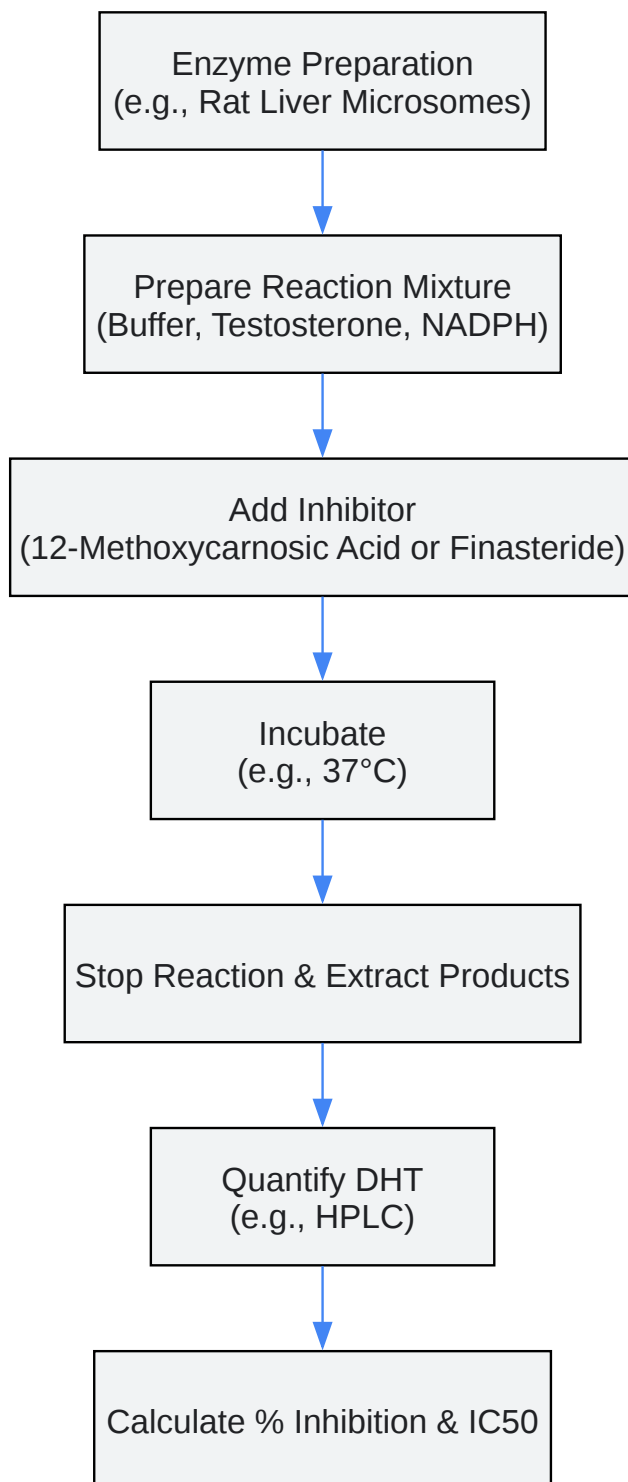 Enzyme Preparation
(e.g., Rat Liver Microsomes)
Prepare Reaction Mixture
(Buffer, Testosterone, NADPH)
Add Inhibitor
(12-Methoxycarnosic Acid or Finasteride)
Incubate
(e.g., 37°C)
Stop Reaction & Extract Products
Quantify DHT
(e.g., HPLC)
Calculate % Inhibition & IC50